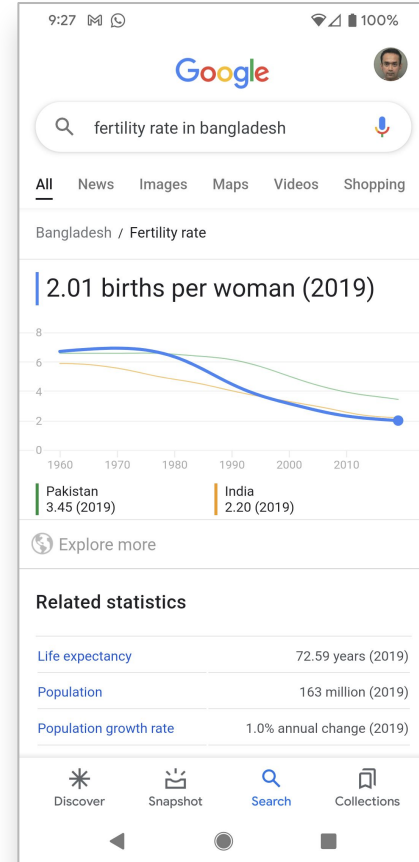 9:27 100%
Google
fertility rate in bangladesh
All News Images Maps Videos Shopping
Bangladesh / Fertility rate
2.01 births per woman (2019)
8
6
4
2
0
1960 1970 1980 1990 2000 2010
Pakistan India
3.45 (2019) 2.20 (2019)
Explore more
Related statistics
Life expectancy 72.59 years (2019)
Population 163 million (2019)
Population growth rate 1.0% annual change (2019)
Discover Snapshot Search Collections